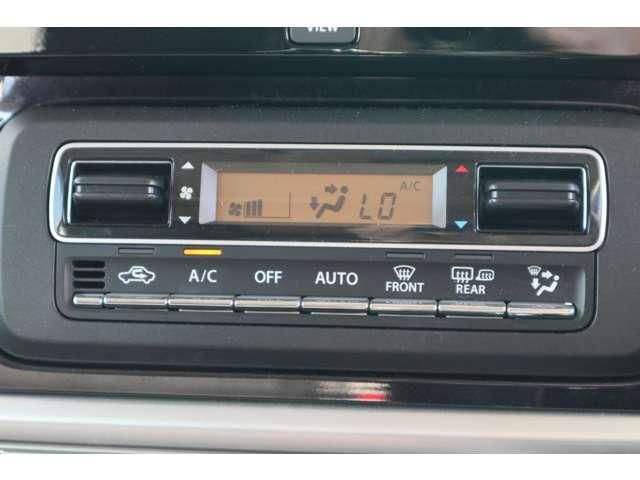 VIEW
A/C
LO
A/C OFF AUTO FRONT REAR